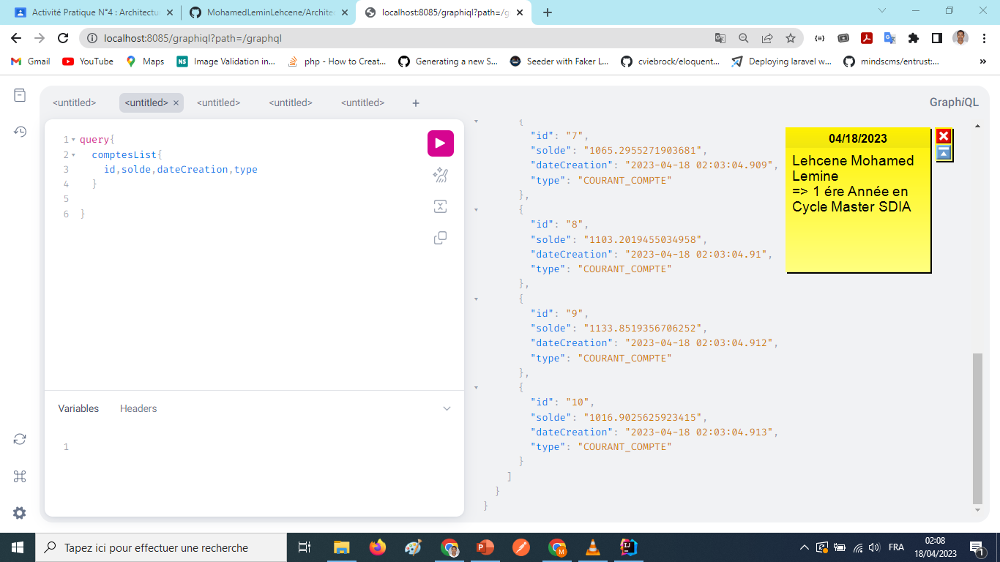 Activité Pratique N°4 : Architectu
MohamedLeminLehcene/Archite
localhost:8085/graphiql?path=/g
localhost:8085/graphiql?path=/graphql
Gmail
YouTube
Maps
Image Validation in...
php - How to Creat...
Generating a new S...
Seeder with Faker L...
cviebrock/eloquent...
Deploying laravel w...
mindscms/entrust:...
»
<untitled>
<untitled>
<untitled>
<untitled>
<untitled>
GraphiQL
1 query{
2 comptesList{
3 id,solde,dateCreation,type
4 }
5
6 }
Variables
Headers
1
{
"id": "7",
"solde": "1065.2955271903681",
"dateCreation": "2023-04-18 02:03:04.909",
"type": "COURANT_COMPTE"
},
{
"id": "8",
"solde": "1103.2019455034958",
"dateCreation": "2023-04-18 02:03:04.91",
"type": "COURANT_COMPTE"
},
{
"id": "9",
"solde": "1133.8519356706252",
"dateCreation": "2023-04-18 02:03:04.912",
"type": "COURANT_COMPTE"
},
{
"id": "10",
"solde": "1016.9025625923415",
"dateCreation": "2023-04-18 02:03:04.913",
"type": "COURANT_COMPTE"
}
]
}
}
04/18/2023
Lehcene Mohamed
Lemine
=> 1 ére Année en
Cycle Master SDIA
Tapez ici pour effectuer une recherche
FRA
02:08
18/04/2023
1